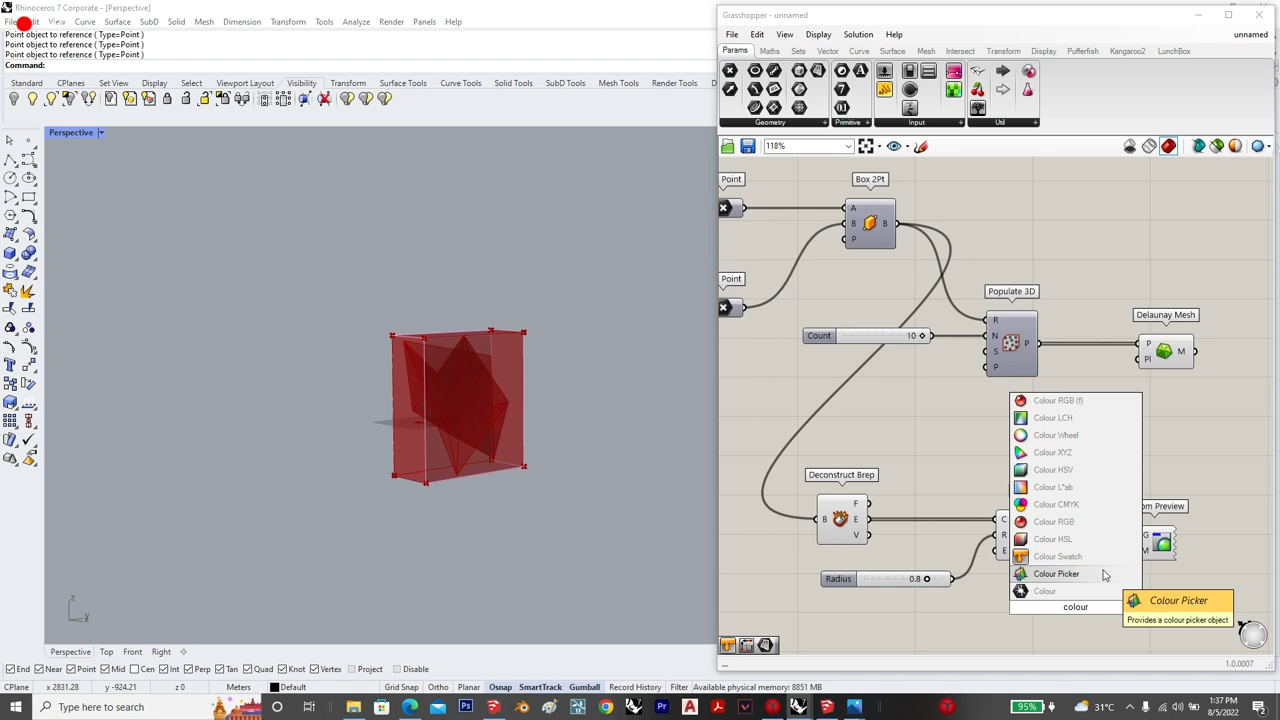 Rhinoceros 7 Corporate - [Perspective]
File Edit View Curve Surface SubD Solid Mesh Dimension Transform Tools Analyze Render Panels Help
Point object to reference ( Type=Point )
Point object to reference ( Type=Point )
Point object to reference ( Type=Point )
Command:
Standard CPlanes Set View Display Select Viewport Layout Visibility Transform Surface Tools Curve Tools Solid Tools SubD Tools Mesh Tools Render Tools
Perspective
z
x
Perspective Top Front Right
End Near Point Mid Cen Int Perp Tan Quad Knot Vertex Project Disable
CPlane x 2831.28 y -924.21 z 0 Meters Default Grid Snap Ortho Planar Osnap SmartTrack Gumball Record History Filter Available physical memory: 8851 MB
Grasshopper - unnamed
File Edit View Display Solution Help unnamed
Params Maths Sets Vector Curve Surface Mesh Intersect Transform Display Pufferfish Kangaroo2 LunchBox
Geometry Primitive Input Util
118%
Point
Box 2Pt
A
B B
P
Point
Populate 3D
R
N P
S
P
Count 10
Delaunay Mesh
P
Pl
M
Colour RGB (f)
Colour LCH
Colour Wheel
Colour XYZ
Colour HSV
Colour L*ab
Colour CMYK
Colour RGB
Colour HSL
Colour Swatch
Colour Picker
Colour
colour
Colour Picker
Provides a colour picker object
Deconstruct Brep
F
B E
V
C
R
E
Radius 0.8
om Preview
G
M
1.0.0007
Type here to search
95%
31°C
1:37 PM
8/5/2022